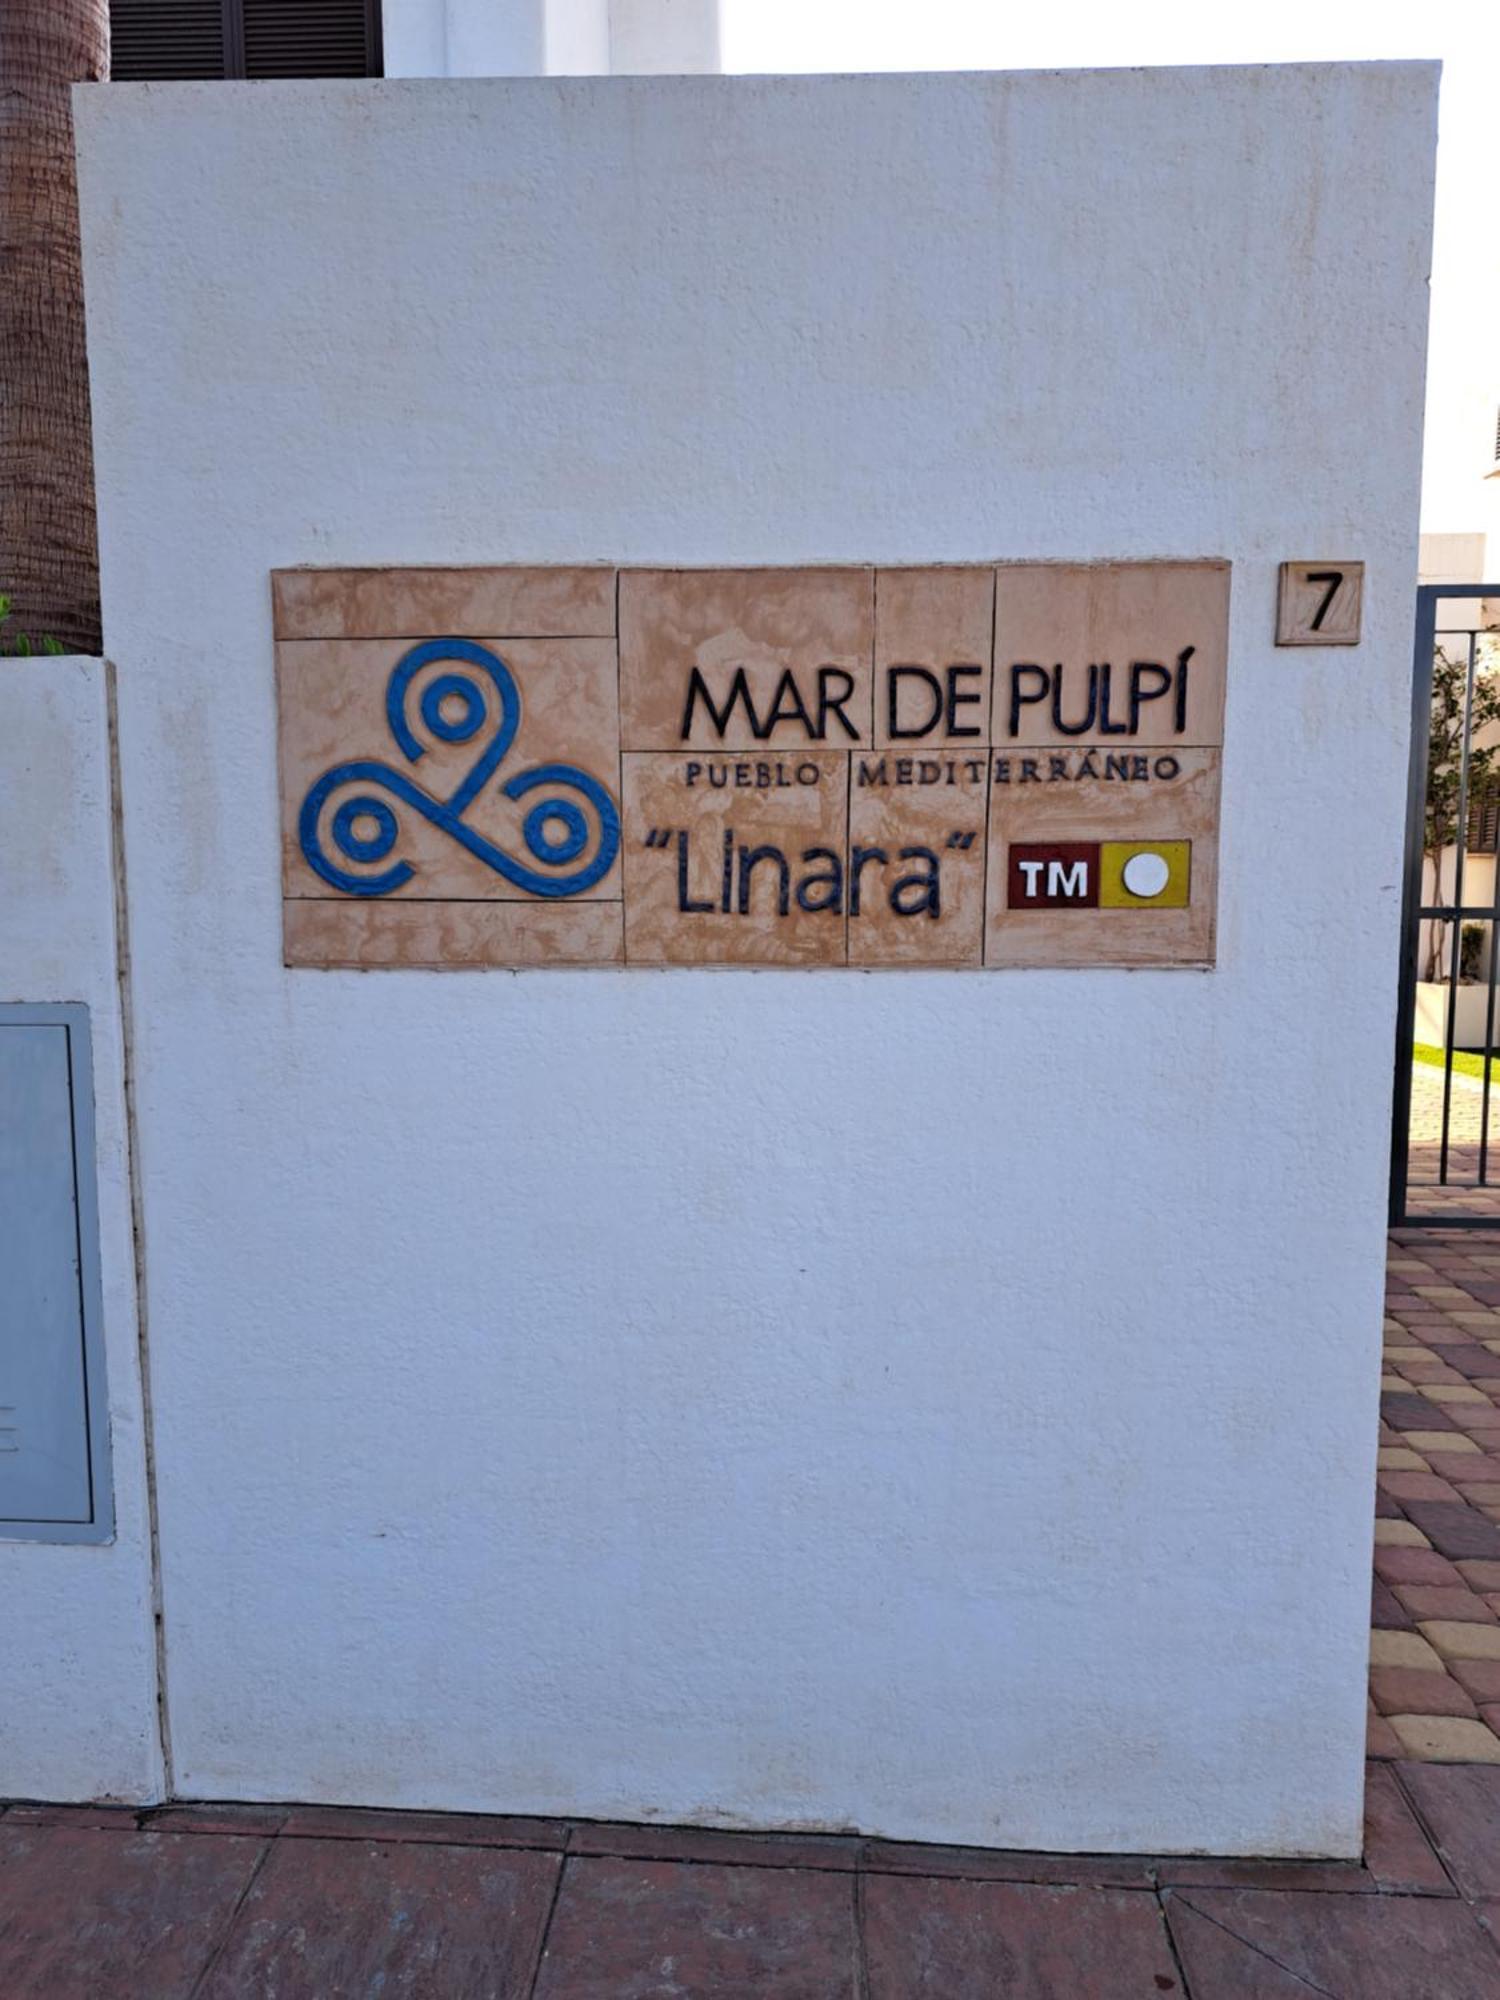 7
MAR DE PULPÍ
PUEBLO MEDITERRÁNEO
"Linara"
TM